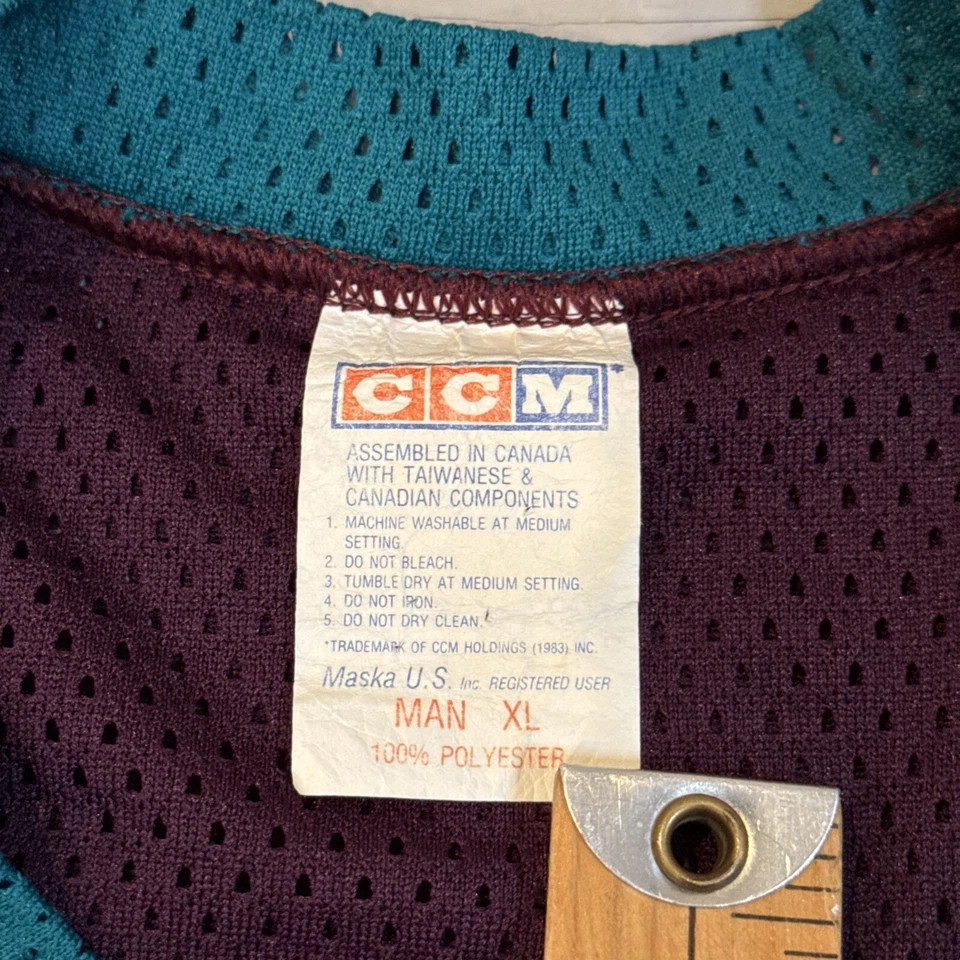 CCM*
ASSEMBLED IN CANADA
WITH TAIWANESE &
CANADIAN COMPONENTS
1. MACHINE WASHABLE AT MEDIUM
SETTING.
2. DO NOT BLEACH.
3. TUMBLE DRY AT MEDIUM SETTING.
4. DO NOT IRON.
5. DO NOT DRY CLEAN.
*TRADEMARK OF CCM HOLDINGS (1983) INC.
Maska U.S. Inc. REGISTERED USER
MAN XL
100% POLYESTER